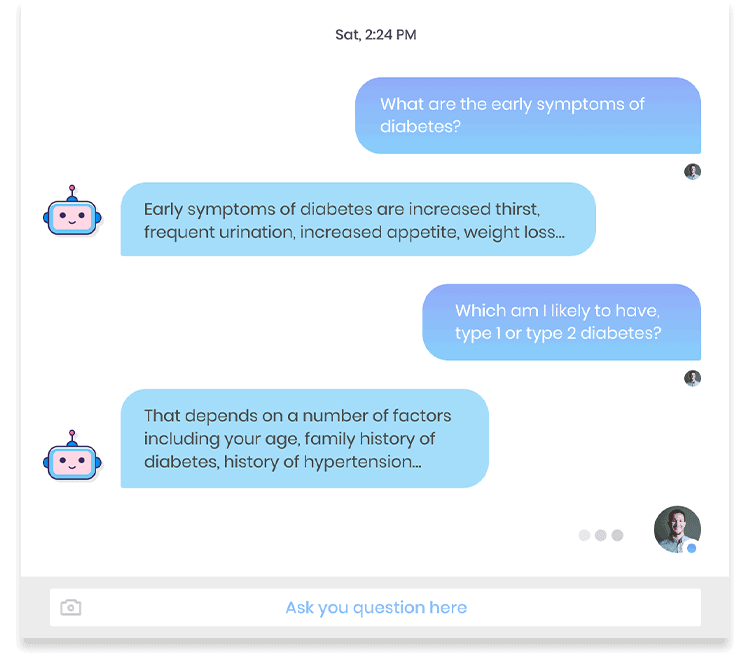 Sat, 2:24 PM
What are the early symptoms of
diabetes?
Early symptoms of diabetes are increased thirst,
frequent urination, increased appetite, weight loss...
Which am I likely to have,
type 1 or type 2 diabetes?
That depends on a number of factors
including your age, family history of
diabetes, history of hypertension...
Ask you question here